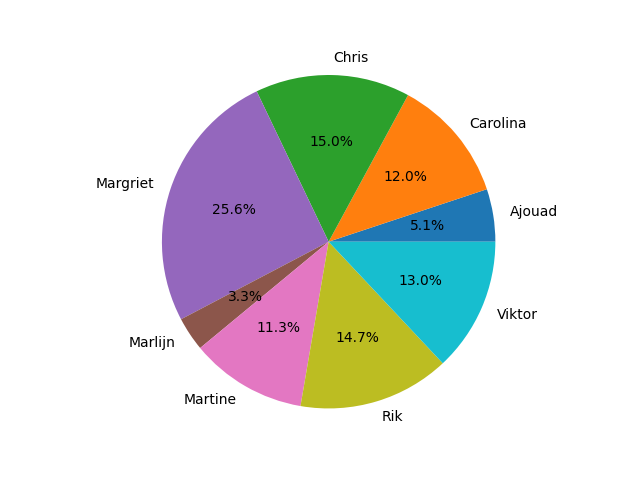 Chris
15.0%
Carolina
12.0%
Margriet
25.6%
Ajouad
5.1%
Marlijn
3.3%
Martine
11.3%
Rik
14.7%
Viktor
13.0%